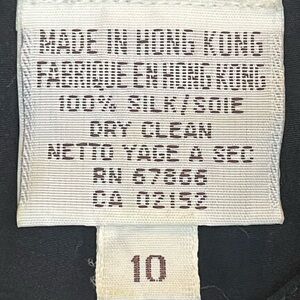 MADE IN HONG KONG
FABRIQUE EN HONG KONG
100% SILK/SOIE
DRY CLEAN
NETTO YAGE A SEC
RN 67866
CA 02152
10